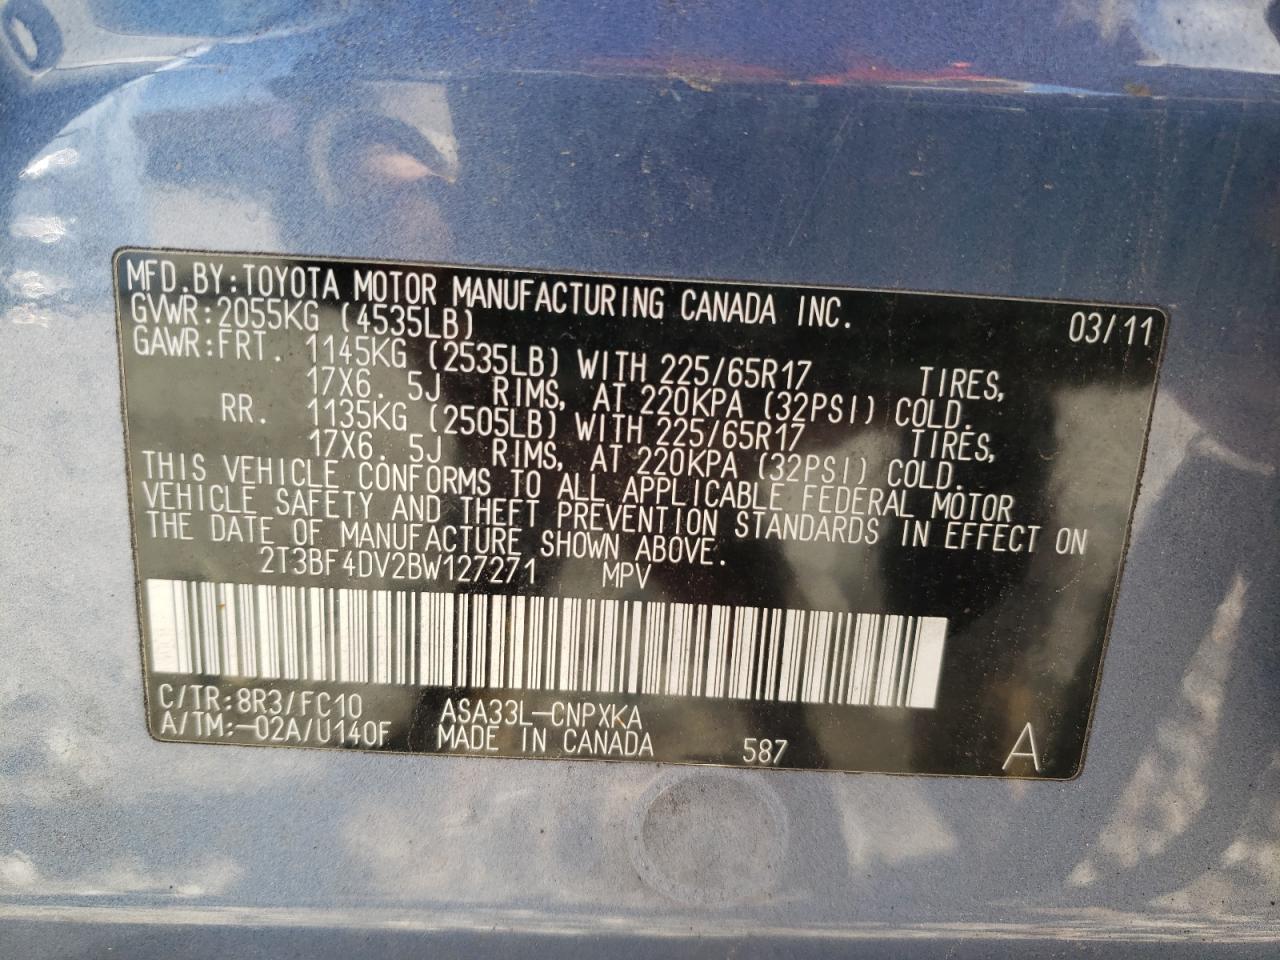 MFD.BY:TOYOTA MOTOR MANUFACTURING CANADA INC.
GVWR:2055KG (4535LB) 03/11
GAWR:FRT. 1145KG (2535LB) WITH 225/65R17 TIRES,
17X6. 5J RIMS, AT 220KPA (32PSI) COLD.
RR. 1135KG (2505LB) WITH 225/65R17 TIRES,
17X6. 5J RIMS, AT 220KPA (32PSI) COLD.
THIS VEHICLE CONFORMS TO ALL APPLICABLE FEDERAL MOTOR
VEHICLE SAFETY AND THEFT PREVENTION STANDARDS IN EFFECT ON
THE DATE OF MANUFACTURE SHOWN ABOVE.
2T3BF4DV2BW127271 MPV
C/TR:8R3/FC10 ASA33L-CNPXKA
A/TM:-02A/U140F MADE IN CANADA 587 A